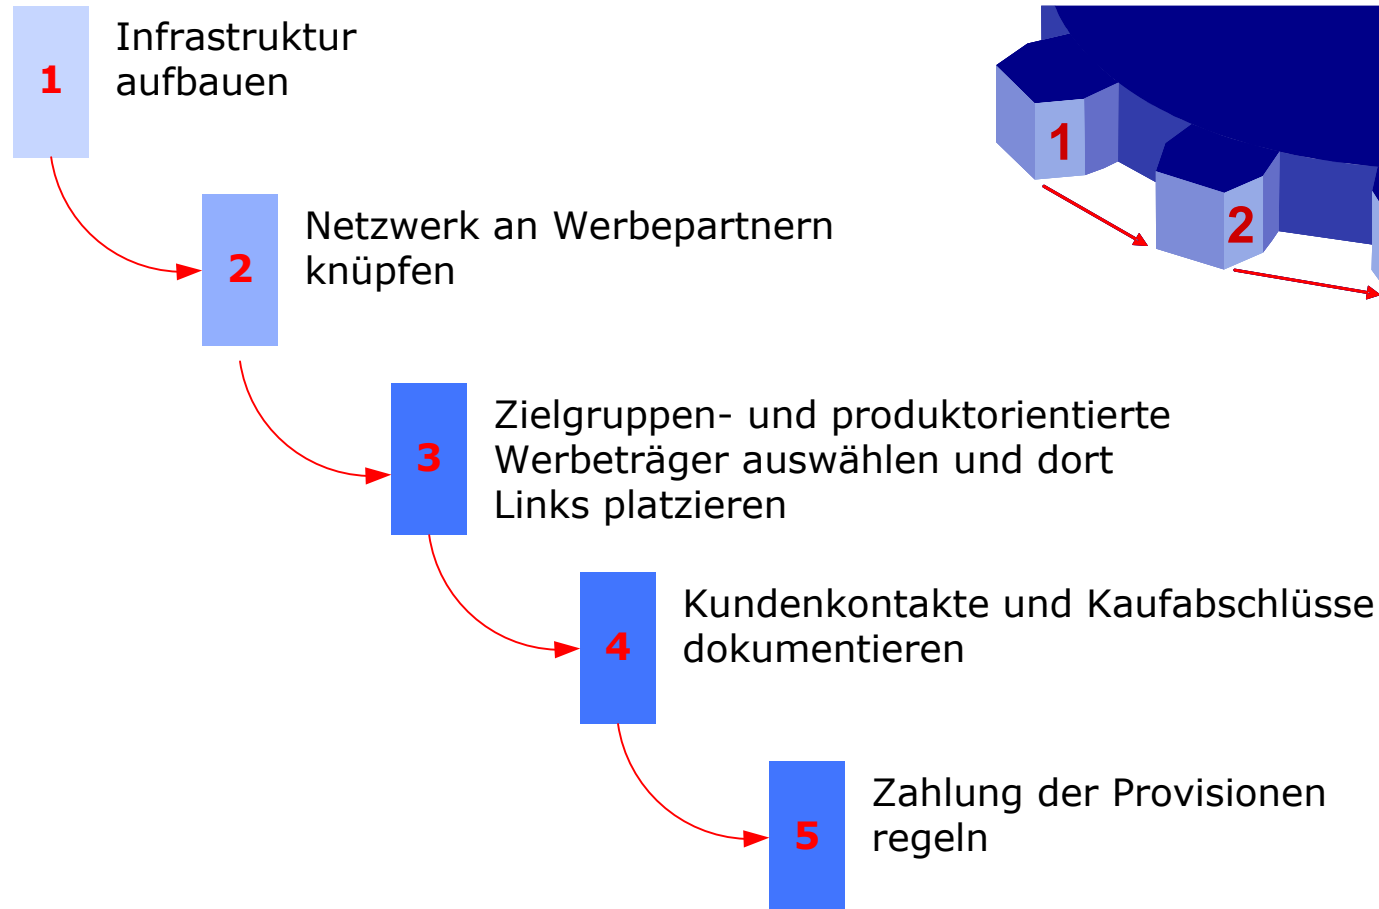 1
Infrastruktur
aufbauen
1
2
2
Netzwerk an Werbepartnern
knüpfen
3
Zielgruppen- und produktorientierte
Werbeträger auswählen und dort
Links platzieren
4
Kundenkontakte und Kaufabschlüsse
dokumentieren
5
Zahlung der Provisionen
regeln